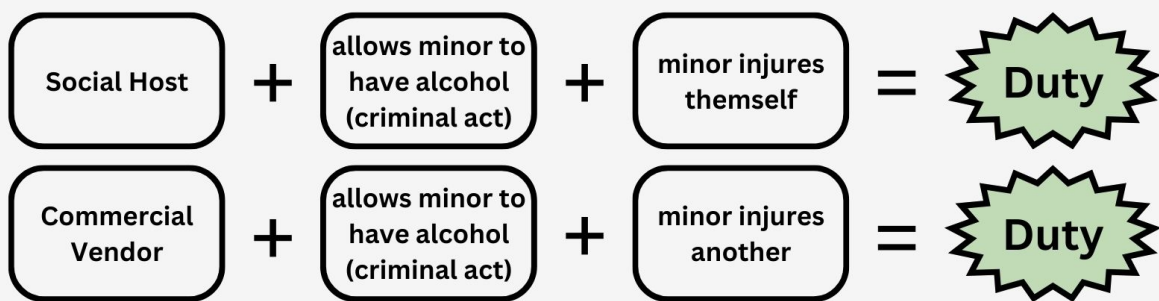 Social Host
+
allows minor to
have alcohol
(criminal act)
+
minor injures
themself
=
Duty
Commercial
Vendor
+
allows minor to
have alcohol
(criminal act)
+
minor injures
another
=
Duty